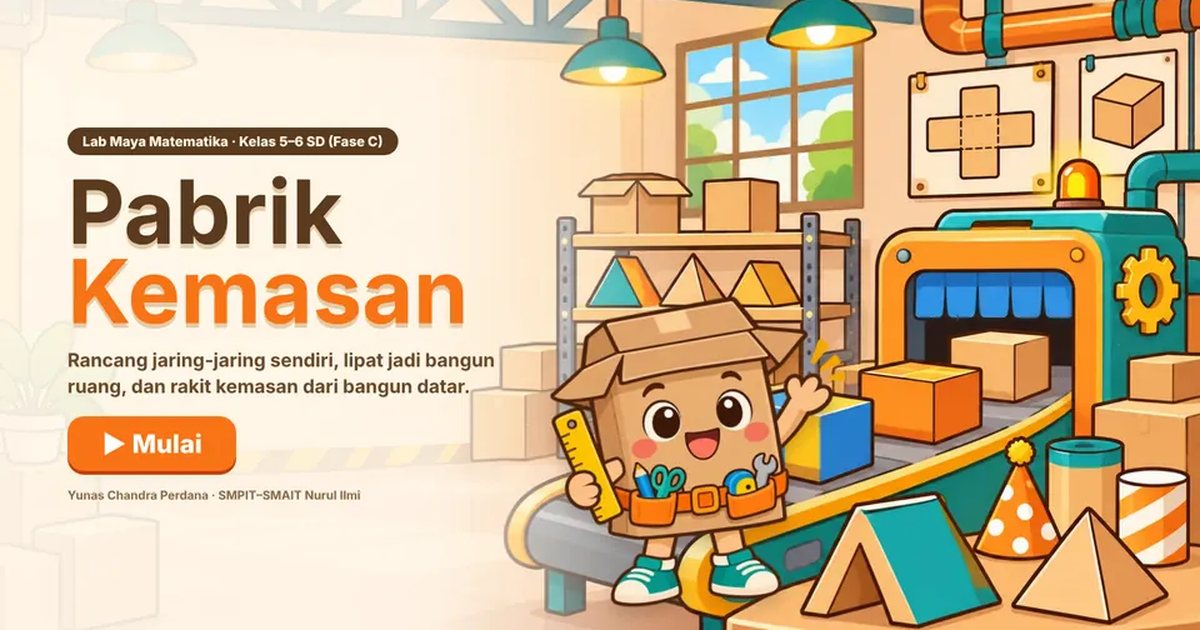 Lab Maya Matematika · Kelas 5–6 SD (Fase C)
Pabrik
Kemasan
Rancang jaring-jaring sendiri, lipat jadi bangun
ruang, dan rakit kemasan dari bangun datar.
▶ Mulai
Yunas Chandra Perdana · SMPIT–SMAIT Nurul Ilmi